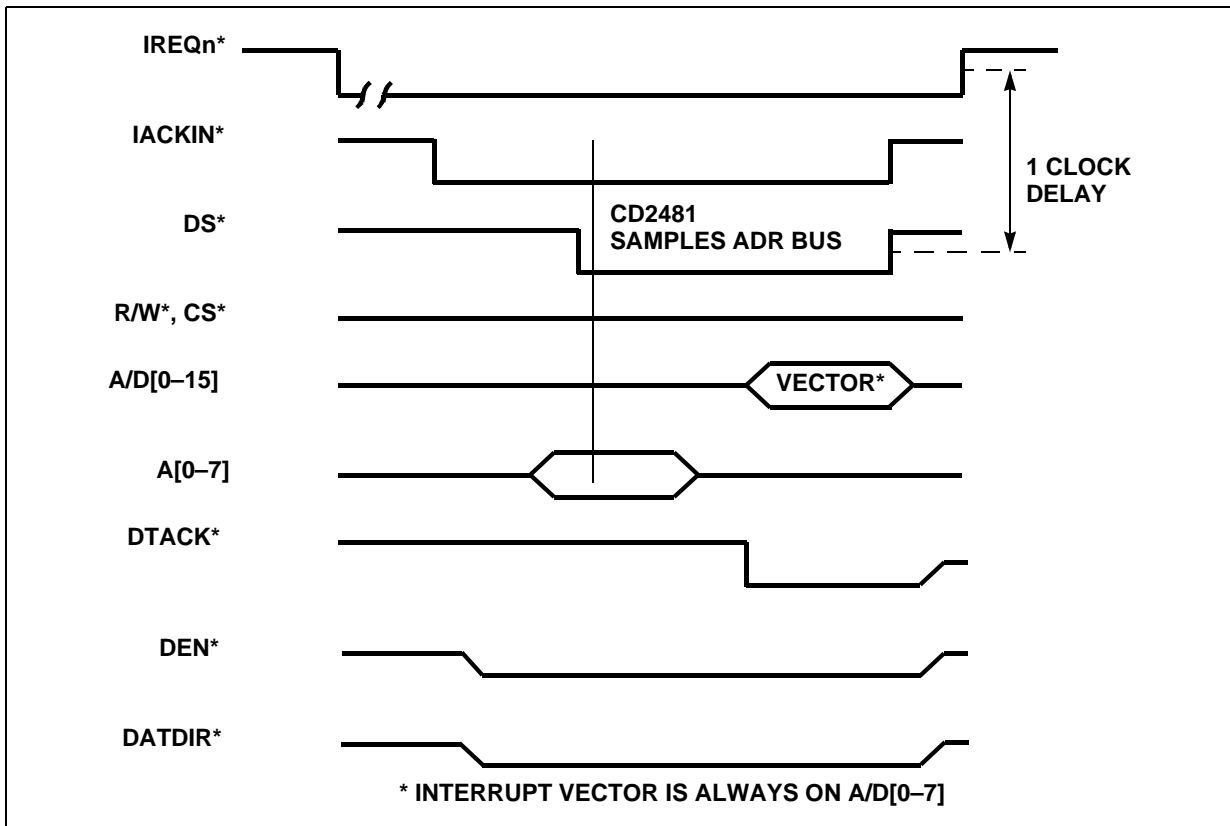 IREQn*
IACKIN*
1 CLOCK
DELAY
DS*
CD2481
SAMPLES ADR BUS
R/W*, CS*
A/D[0–15]
VECTOR*
A[0–7]
DTACK*
DEN*
DATDIR*
* INTERRUPT VECTOR IS ALWAYS ON A/D[0–7]